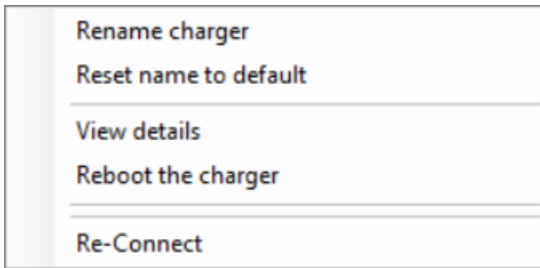 Rename charger
Reset name to default
View details
Reboot the charger
Re-Connect